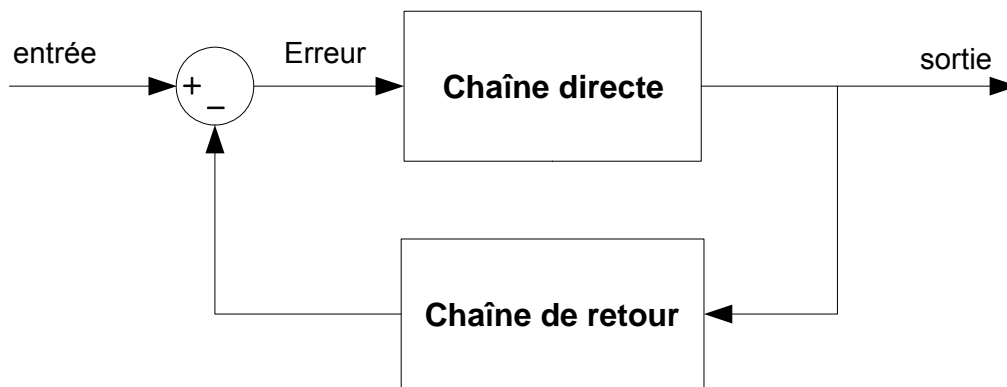 entrée
Erreur
Chaîne directe
sortie
+
−
Chaîne de retour